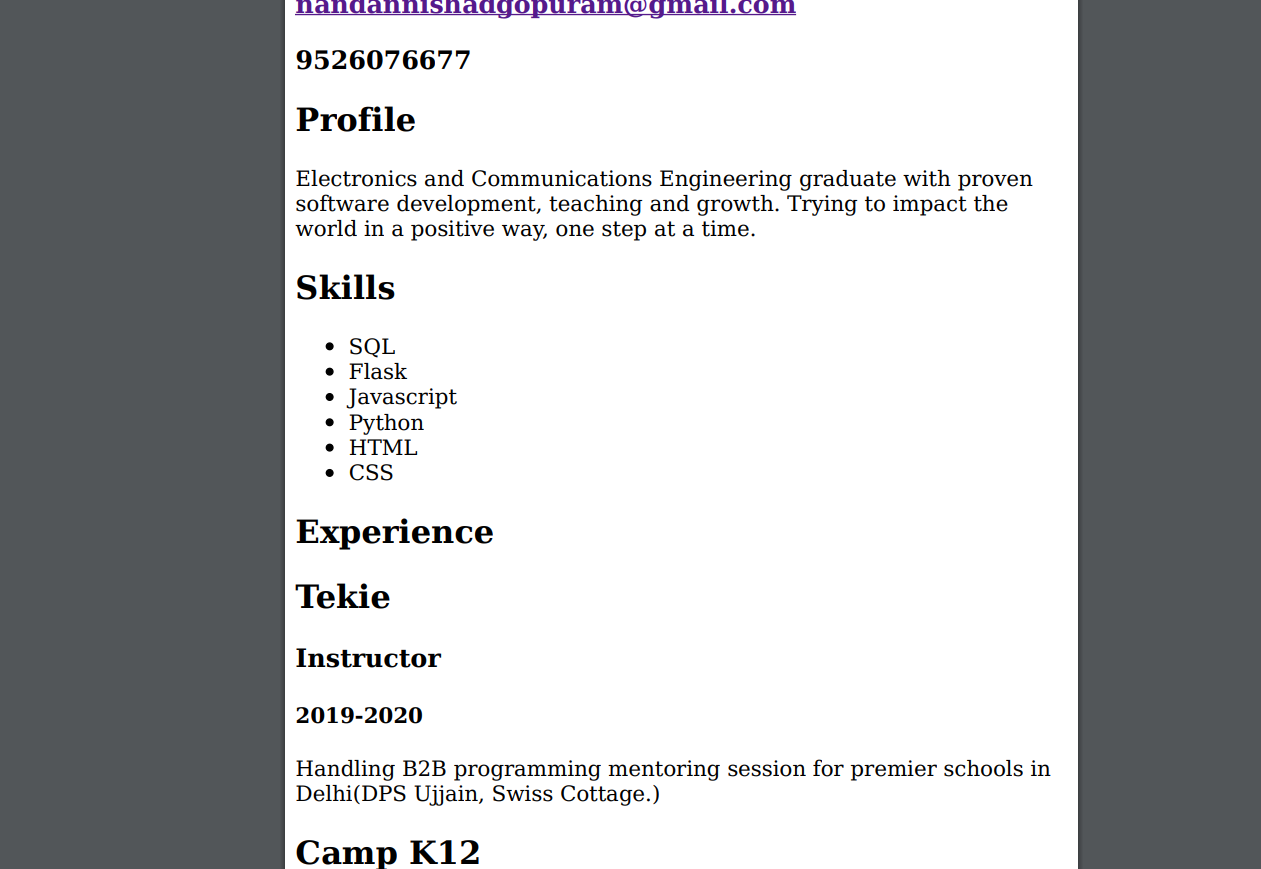 nandannishadgopuram@gmail.com
9526076677
Profile
Electronics and Communications Engineering graduate with proven
software development, teaching and growth. Trying to impact the
world in a positive way, one step at a time.
Skills
SQL
Flask
Javascript
Python
HTML
CSS
Experience
Tekie
Instructor
2019-2020
Handling B2B programming mentoring session for premier schools in
Delhi(DPS Ujjain, Swiss Cottage.)
Camp K12